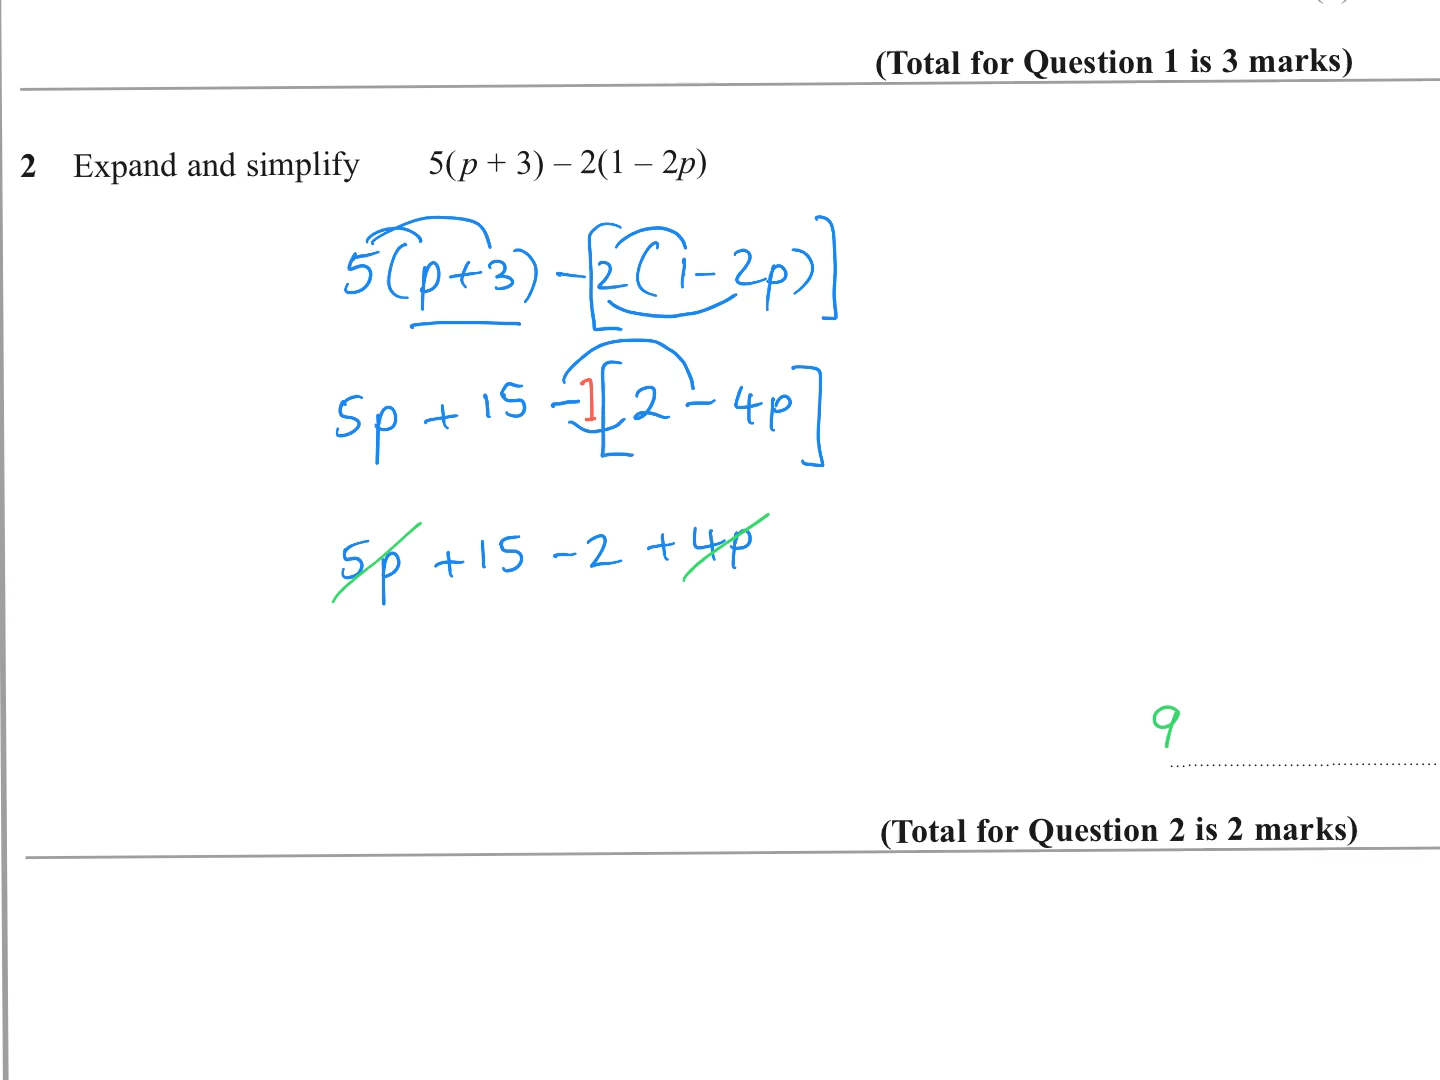 (Total for Question 1 is 3 marks)
2 Expand and simplify 5(p + 3) – 2(1 – 2p)
5(p+3) -[2(1-2p)]
5p + 15 -1[2 - 4p]
5p +15 -2 +4p
9
(Total for Question 2 is 2 marks)